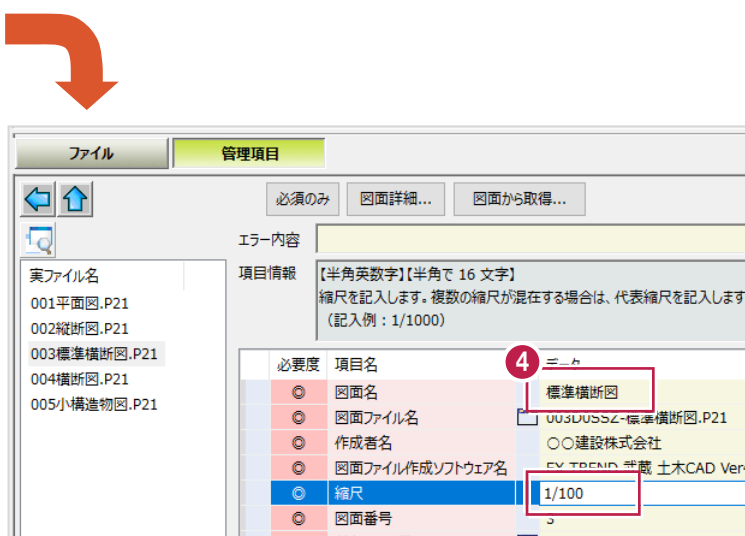 ファイル
管理項目
必須のみ
図面詳細...
図面から取得...
エラー内容
実ファイル名
001平面図.P21
002縦断図.P21
003標準横断図.P21
004横断図.P21
005小構造物図.P21
項目情報
【半角英数字】【半角で 16 文字】
縮尺を記入します。複数の縮尺が混在する場合は、代表縮尺を記入します
（記入例：1/1000）
必要度 項目名 データ
4
◎ 図面名 標準横断図
◎ 図面ファイル名 003D0SSZ-標準横断図.P21
◎ 作成者名 〇〇建設株式会社
◎ 図面ファイル作成ソフトウェア名 EX-TREND 武蔵 土木CAD Ver
◎ 縮尺 1/100
◎ 図面番号 3